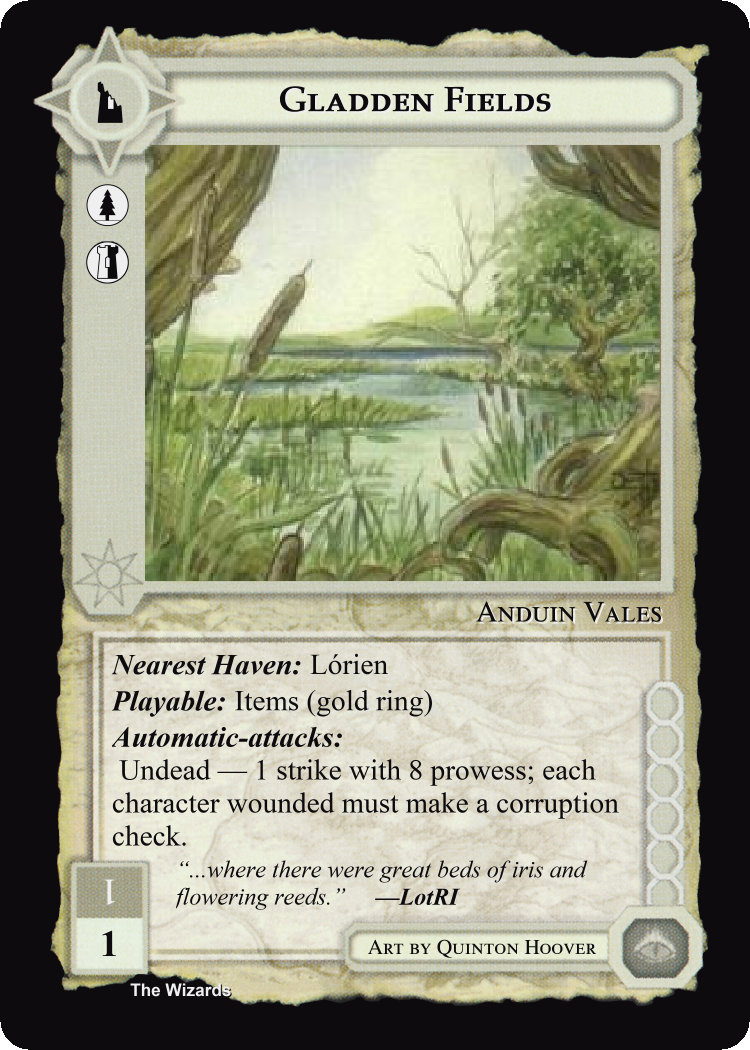 Gladden Fields
Anduin Vales
Nearest Haven: Lórien
Playable: Items (gold ring)
Automatic-attacks:
Undead — 1 strike with 8 prowess; each
character wounded must make a corruption
check.
“...where there were great beds of iris and
flowering reeds.” —LotRI
1
1
Art by Quinton Hoover
The Wizards